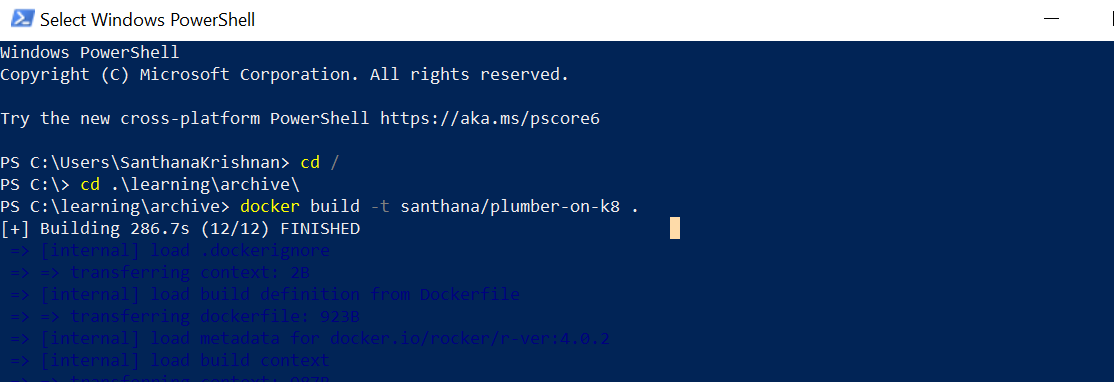 Select Windows PowerShell
Windows PowerShell
Copyright (C) Microsoft Corporation. All rights reserved.
Try the new cross-platform PowerShell https://aka.ms/pscore6
PS C:\Users\SanthanaKrishnan> cd /
PS C:\> cd .\learning\archive\
PS C:\learning\archive> docker build -t santhana/plumber-on-k8 .
[+] Building 286.7s (12/12) FINISHED
=> [internal] load .dockerignore
=> => transferring context: 2B
=> [internal] load build definition from Dockerfile
=> => transferring dockerfile: 923B
=> [internal] load metadata for docker.io/rocker/r-ver:4.0.2
=> [internal] load build context
=> => transferring context: